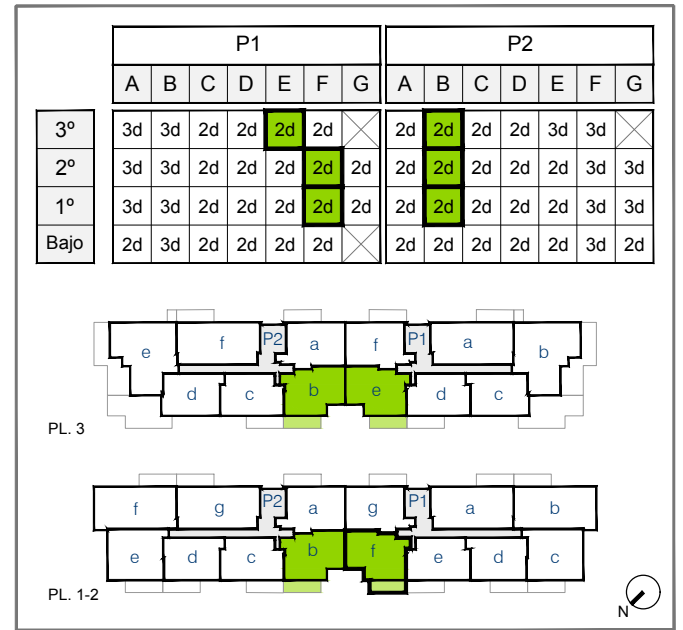 P1 P2
A B C D E F G A B C D E F G
3º 3d 3d 2d 2d 2d 2d 2d 2d 2d 2d 3d 3d
2º 3d 3d 2d 2d 2d 2d 2d 2d 2d 2d 2d 2d 3d 3d
1º 3d 3d 2d 2d 2d 2d 2d 2d 2d 2d 2d 2d 3d 3d
Bajo 2d 3d 2d 2d 2d 2d 2d 2d 2d 2d 2d 3d 2d
e f P2 a f P1 a b
d c b e d c
PL. 3
f g P2 a g P1 a b
e d c b f e d c
PL. 1-2
N